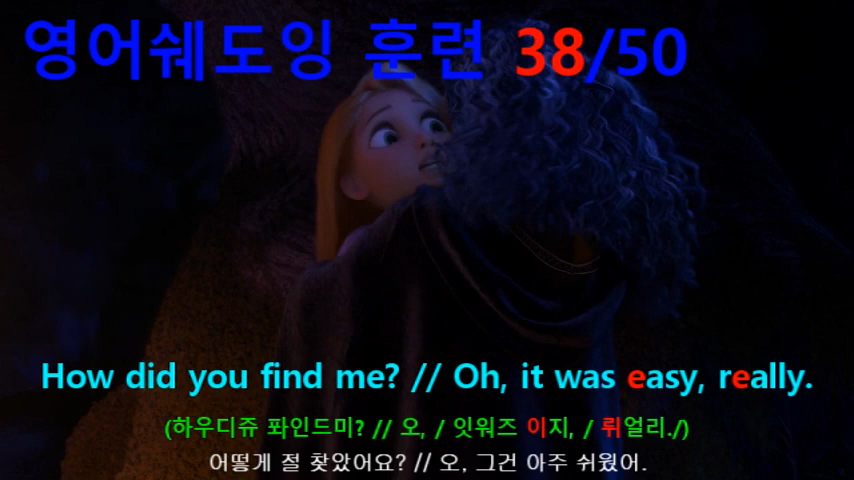 영어쉐도잉 훈련 38/50
How did you find me? // Oh, it was easy, really.
(하우디쥬 퐈인드미? // 오, / 잇워즈 이지, / 뤼얼리./)
어떻게 절 찾았어요? // 오, 그건 아주 쉬웠어.